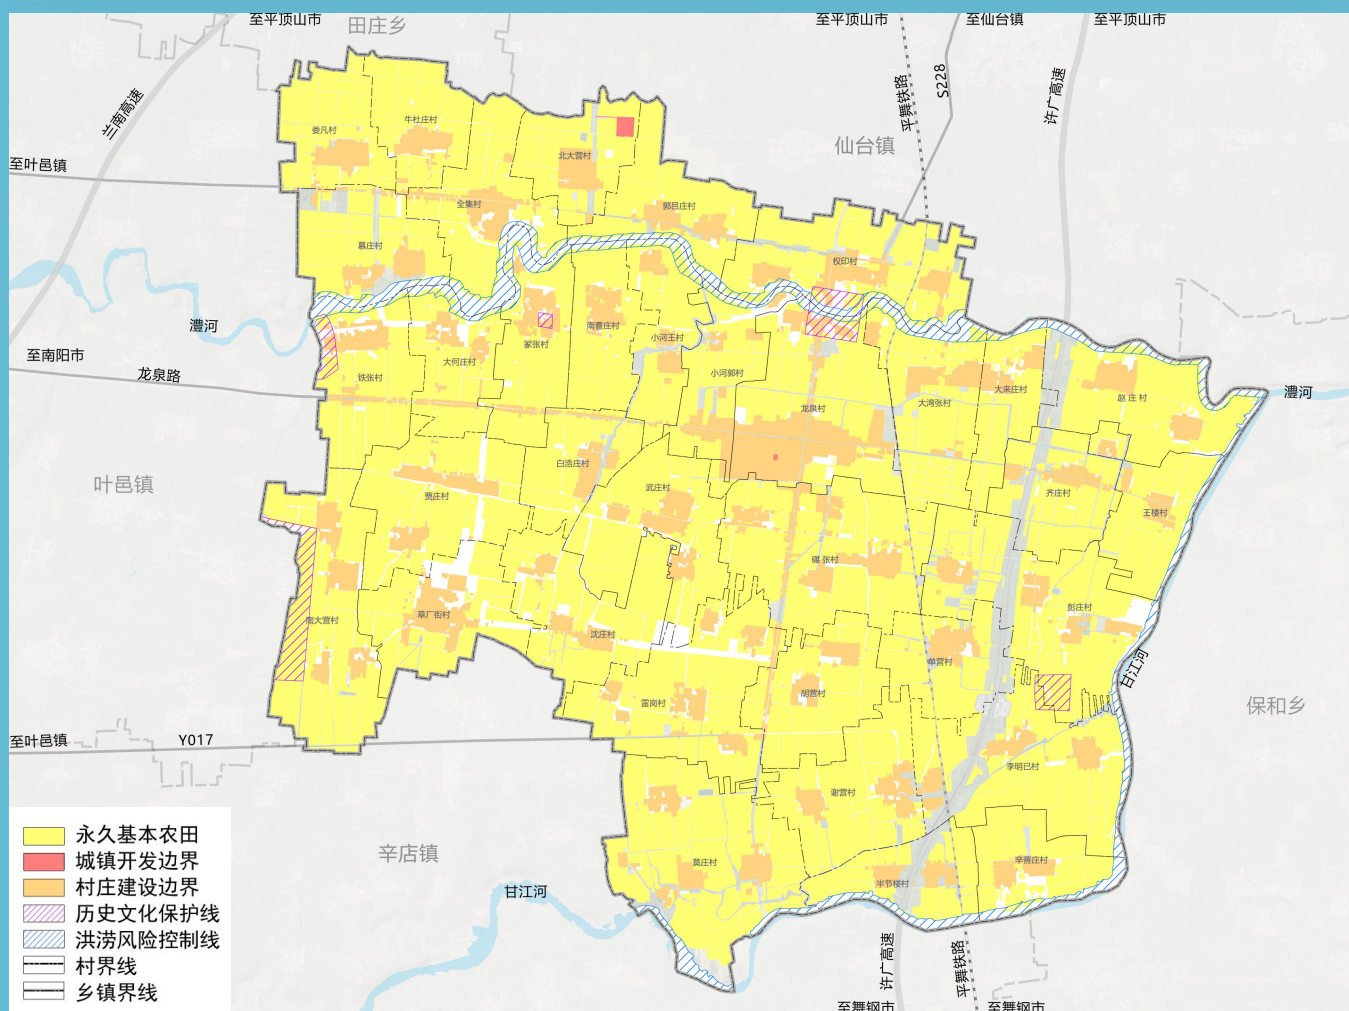 至平顶山市
田庄乡
至平顶山市
至仙台镇
至平顶山市
兰南高速
平舞铁路
S228
许广高速
仙台镇
至叶邑镇
娄凡村
牛杜庄村
北大营村
全集村
郭吕庄村
慕庄村
权印村
澧河
至南阳市
龙泉路
铁张村
大何庄村
冢张村
南曹庄村
小河王村
小河郭村
龙泉村
大湾张村
大来庄村
赵庄村
澧河
叶邑镇
白浩庄村
贾庄村
武庄村
齐庄村
王楼村
碾张村
南大营村
草厂街村
沈庄村
彭庄村
单营村
甘江河
雷岗村
胡营村
保和乡
至叶邑镇
Y017
李明已村
谢营村
辛店镇
莫庄村
半节楼村
辛善庄村
甘江河
许广高速
平舞铁路
至舞钢市
至舞钢市
永久基本农田
城镇开发边界
村庄建设边界
历史文化保护线
洪涝风险控制线
村界线
乡镇界线